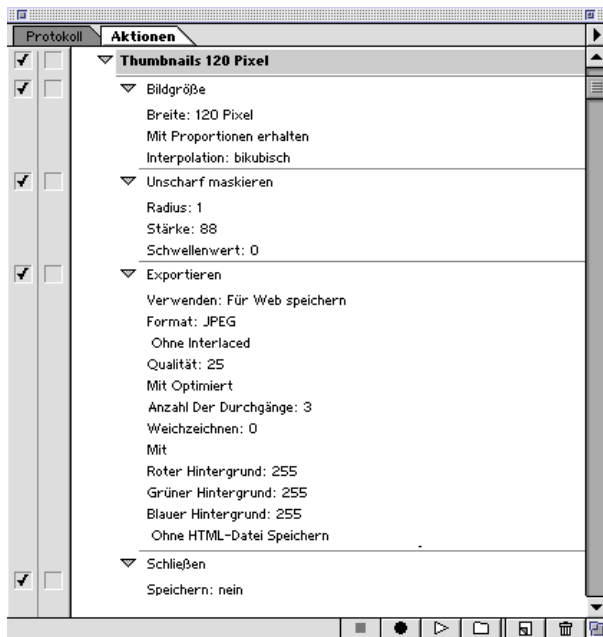 Protokoll Aktionen
Thumbnails 120 Pixel
Bildgröße
Breite: 120 Pixel
Mit Proportionen erhalten
Interpolation: bikubisch
Unscharf maskieren
Radius: 1
Stärke: 88
Schwellenwert: 0
Exportieren
Verwenden: Für Web speichern
Format: JPEG
Ohne Interlaced
Qualität: 25
Mit Optimiert
Anzahl Der Durchgänge: 3
Weichzeichnen: 0
Mit
Roter Hintergrund: 255
Grüner Hintergrund: 255
Blauer Hintergrund: 255
Ohne HTML-Datei Speichern
Schließen
Speichern: nein